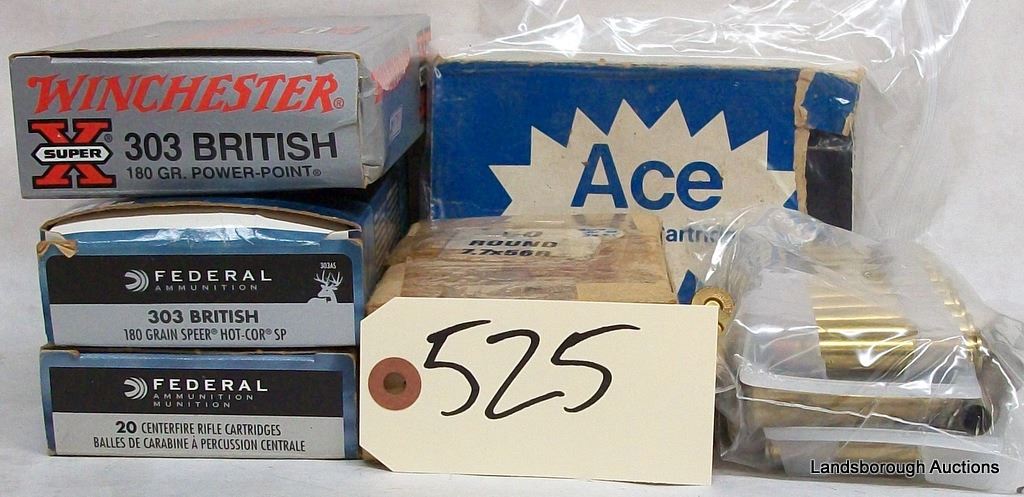 WINCHESTER®
X SUPER ®
303 BRITISH
180 GR. POWER-POINT®
FEDERAL
AMMUNITION
303AS
303 BRITISH
180 GRAIN SPEER® HOT-COR® SP
FEDERAL
AMMUNITION
MUNITION
20 CENTERFIRE RIFLE CARTRIDGES
BALLES DE CARABINE À PERCUSSION CENTRALE
Ace
ROUND
7.7x56R
525
Landsborough Auctions